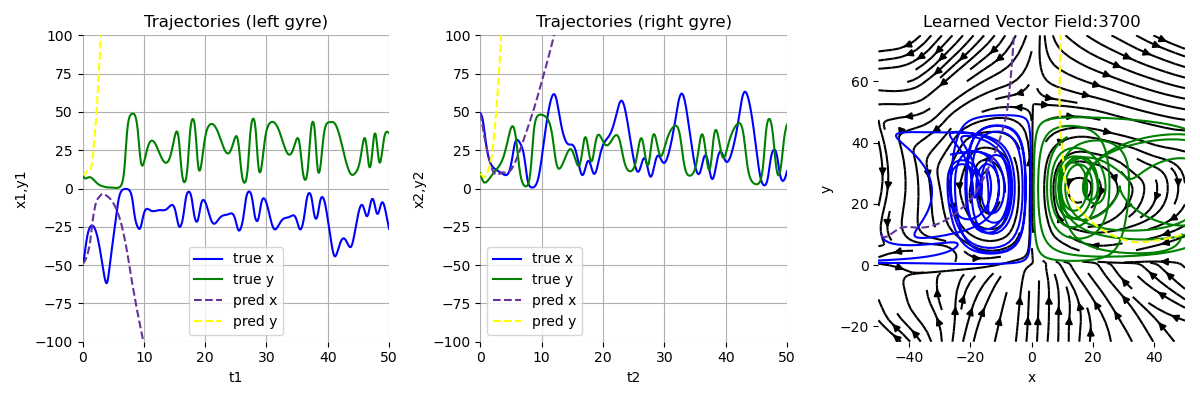 Trajectories (left gyre)
x1,y1
100
75
50
25
0
−25
−50
−75
−100
true x
true y
pred x
pred y
0 10 20 30 40 50
t1
Trajectories (right gyre)
x2,y2
100
75
50
25
0
−25
−50
−75
−100
true x
true y
pred x
pred y
0 10 20 30 40 50
t2
Learned Vector Field:3700
y
60
40
20
0
−20
−40 −20 0 20 40
x